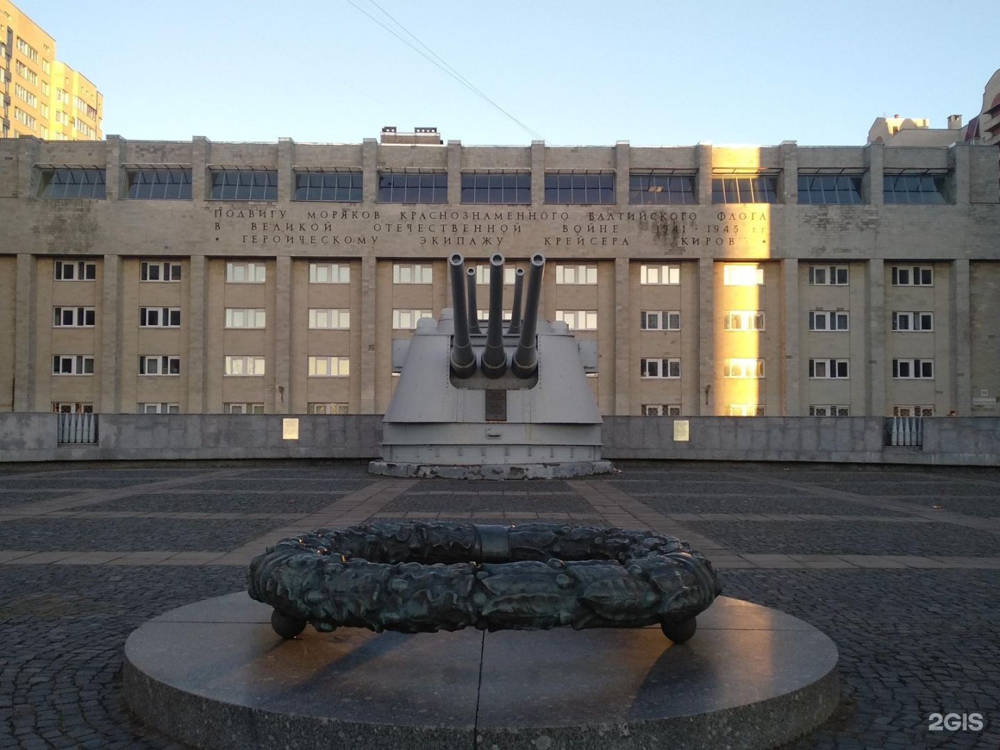 ПОДВИГУ МОРЯКОВ КРАСНОЗНАМЕННОГО БАЛТИЙСКОГО ФЛОТА
В ВЕЛИКОЙ ОТЕЧЕСТВЕННОЙ ВОЙНЕ 1941 - 1945 г.г.
* ГЕРОИЧЕСКОМУ ЭКИПАЖУ КРЕЙСЕРА КИРОВ *
2GIS